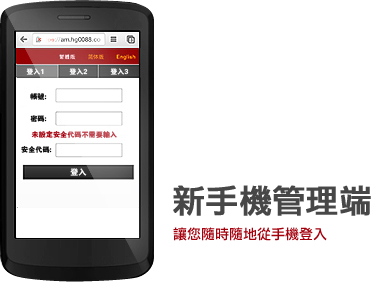 am.hg0088.co
繁體版 简体版 English
登入1 登入2 登入3
帳號:
密碼:
未設定安全代碼不需要輸入
安全代碼:
登入
新手機管理端
讓您隨時隨地從手機登入